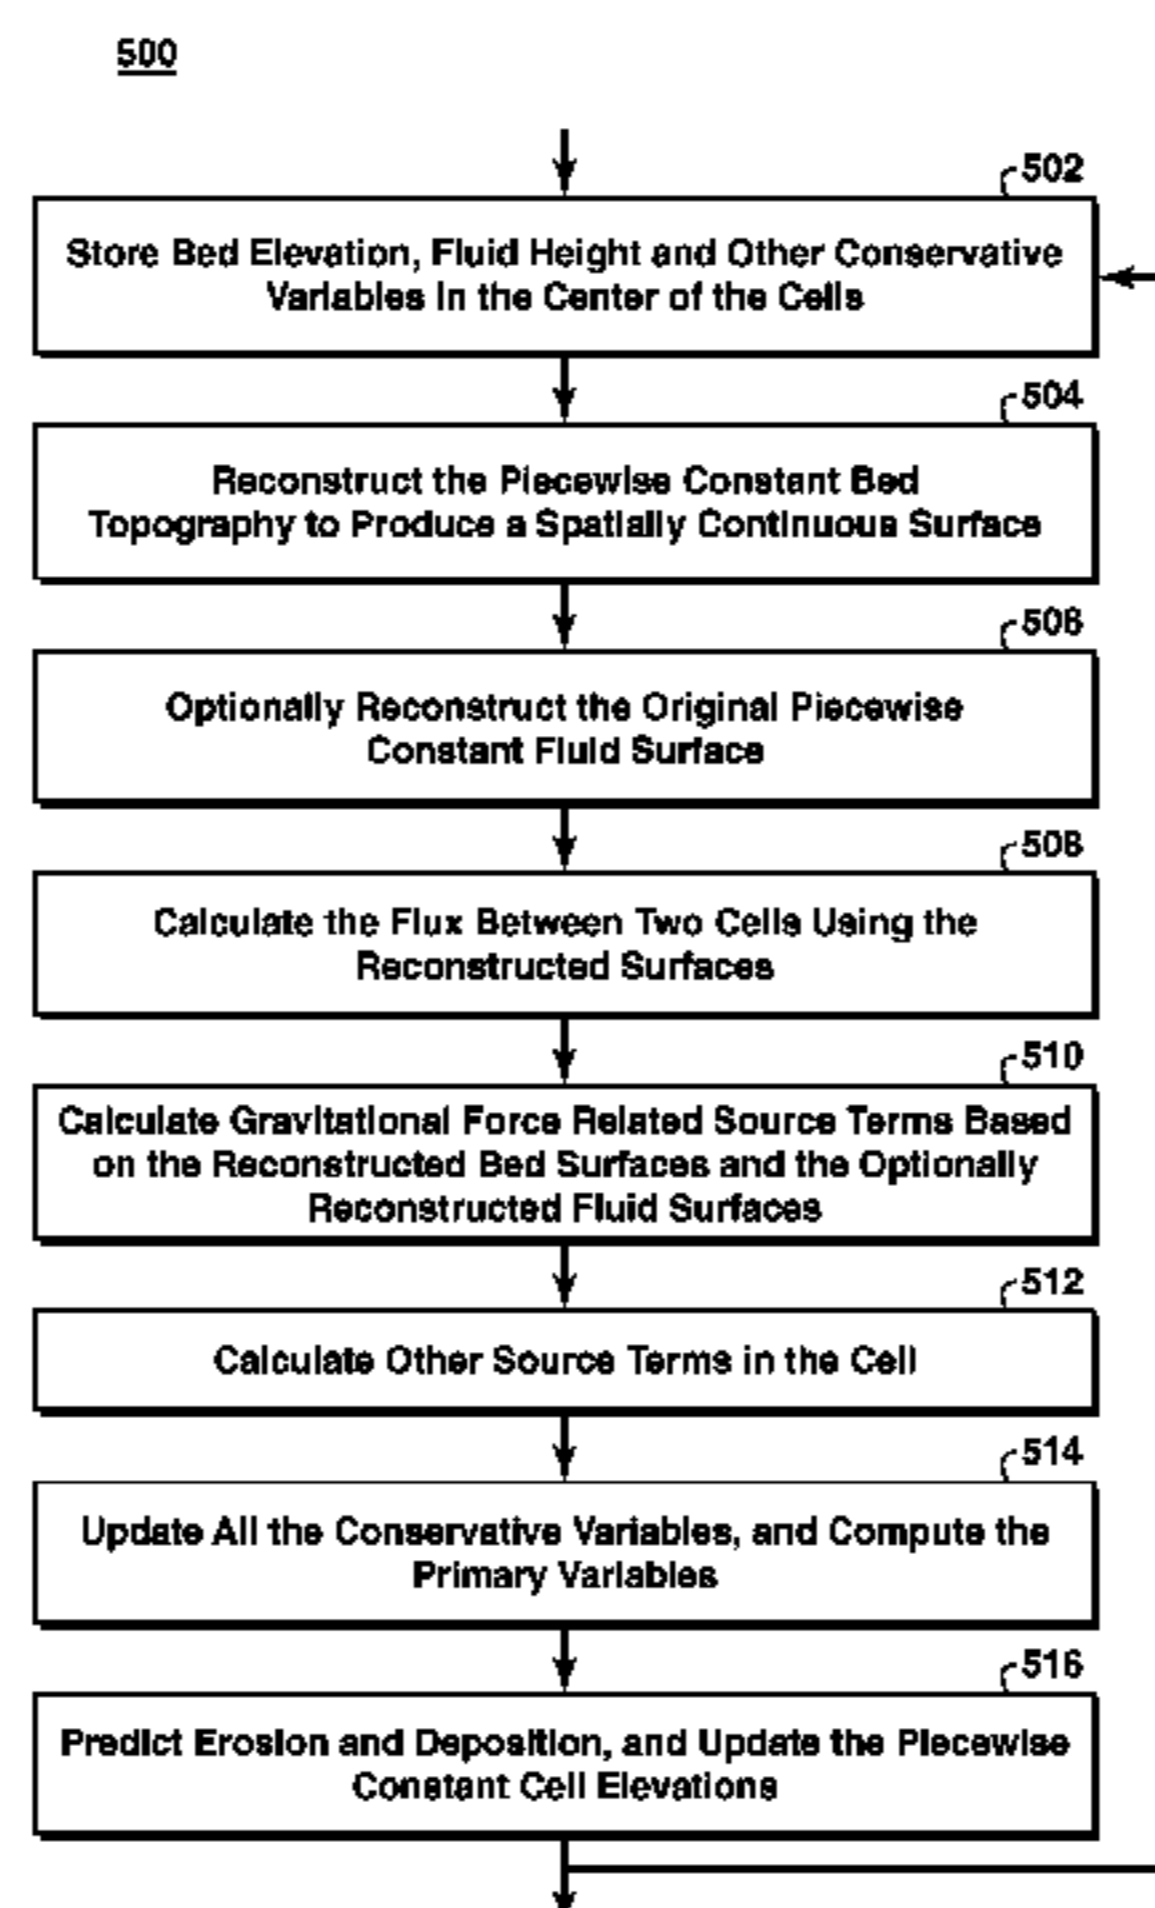 500
502
Store Bed Elevation, Fluid Height and Other Conservative
Variables in the Center of the Cells
504
Reconstruct the Piecewise Constant Bed
Topography to Produce a Spatially Continuous Surface
506
Optionally Reconstruct the Original Piecewise
Constant Fluid Surface
508
Calculate the Flux Between Two Cells Using the
Reconstructed Surfaces
510
Calculate Gravitational Force Related Source Terms Based
on the Reconstructed Bed Surfaces and the Optionally
Reconstructed Fluid Surfaces
512
Calculate Other Source Terms in the Cell
514
Update All the Conservative Variables, and Compute the
Primary Variables
516
Predict Erosion and Deposition, and Update the Piecewise
Constant Cell Elevations